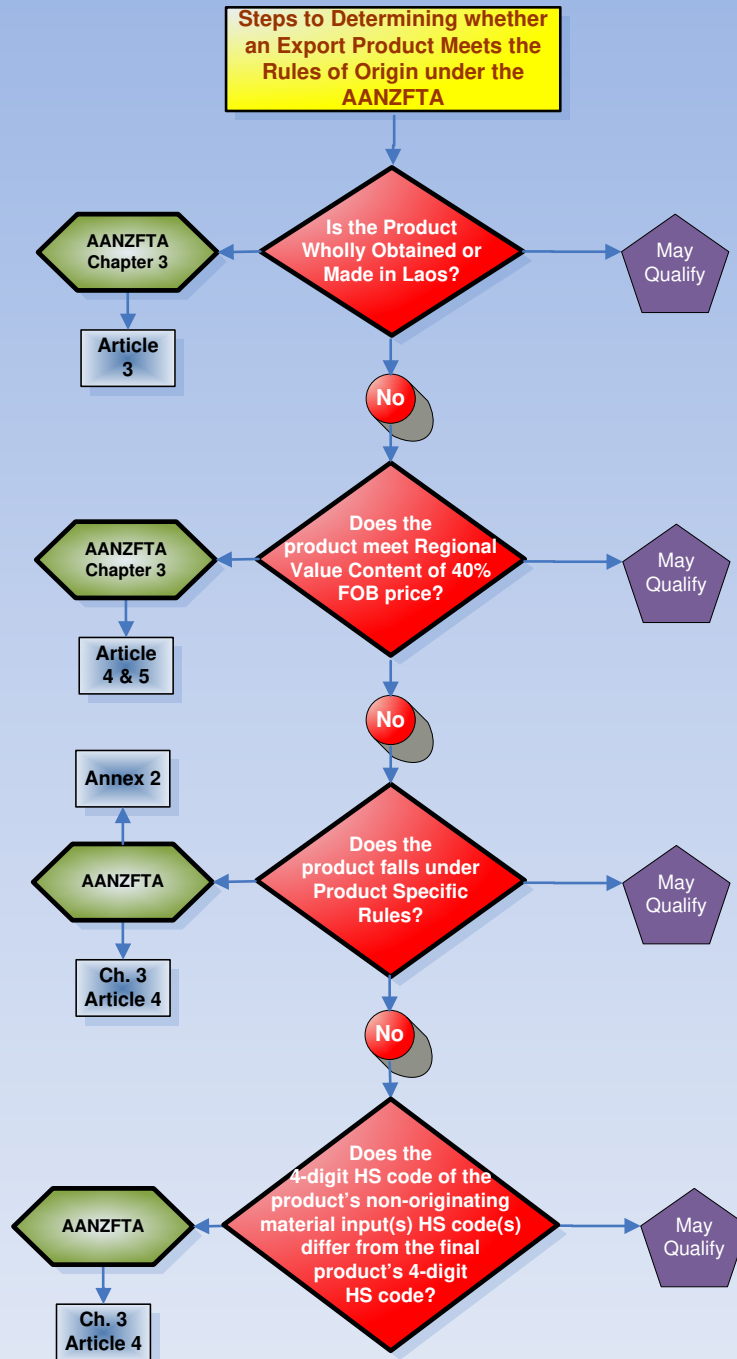 Steps to Determining whether
an Export Product Meets the
Rules of Origin under the
AANZFTA
AANZFTA
Chapter 3
Article
3
Is the Product
Wholly Obtained or
Made in Laos?
May
Qualify
No
AANZFTA
Chapter 3
Article
4 & 5
Does the
product meet Regional
Value Content of 40%
FOB price?
May
Qualify
No
Annex 2
AANZFTA
Ch. 3
Article 4
Does the
product falls under
Product Specific
Rules?
May
Qualify
No
AANZFTA
Ch. 3
Article 4
Does the
4-digit HS code of the
product's non-originating
material input(s) HS code(s)
differ from the final
product's 4-digit
HS code?
May
Qualify